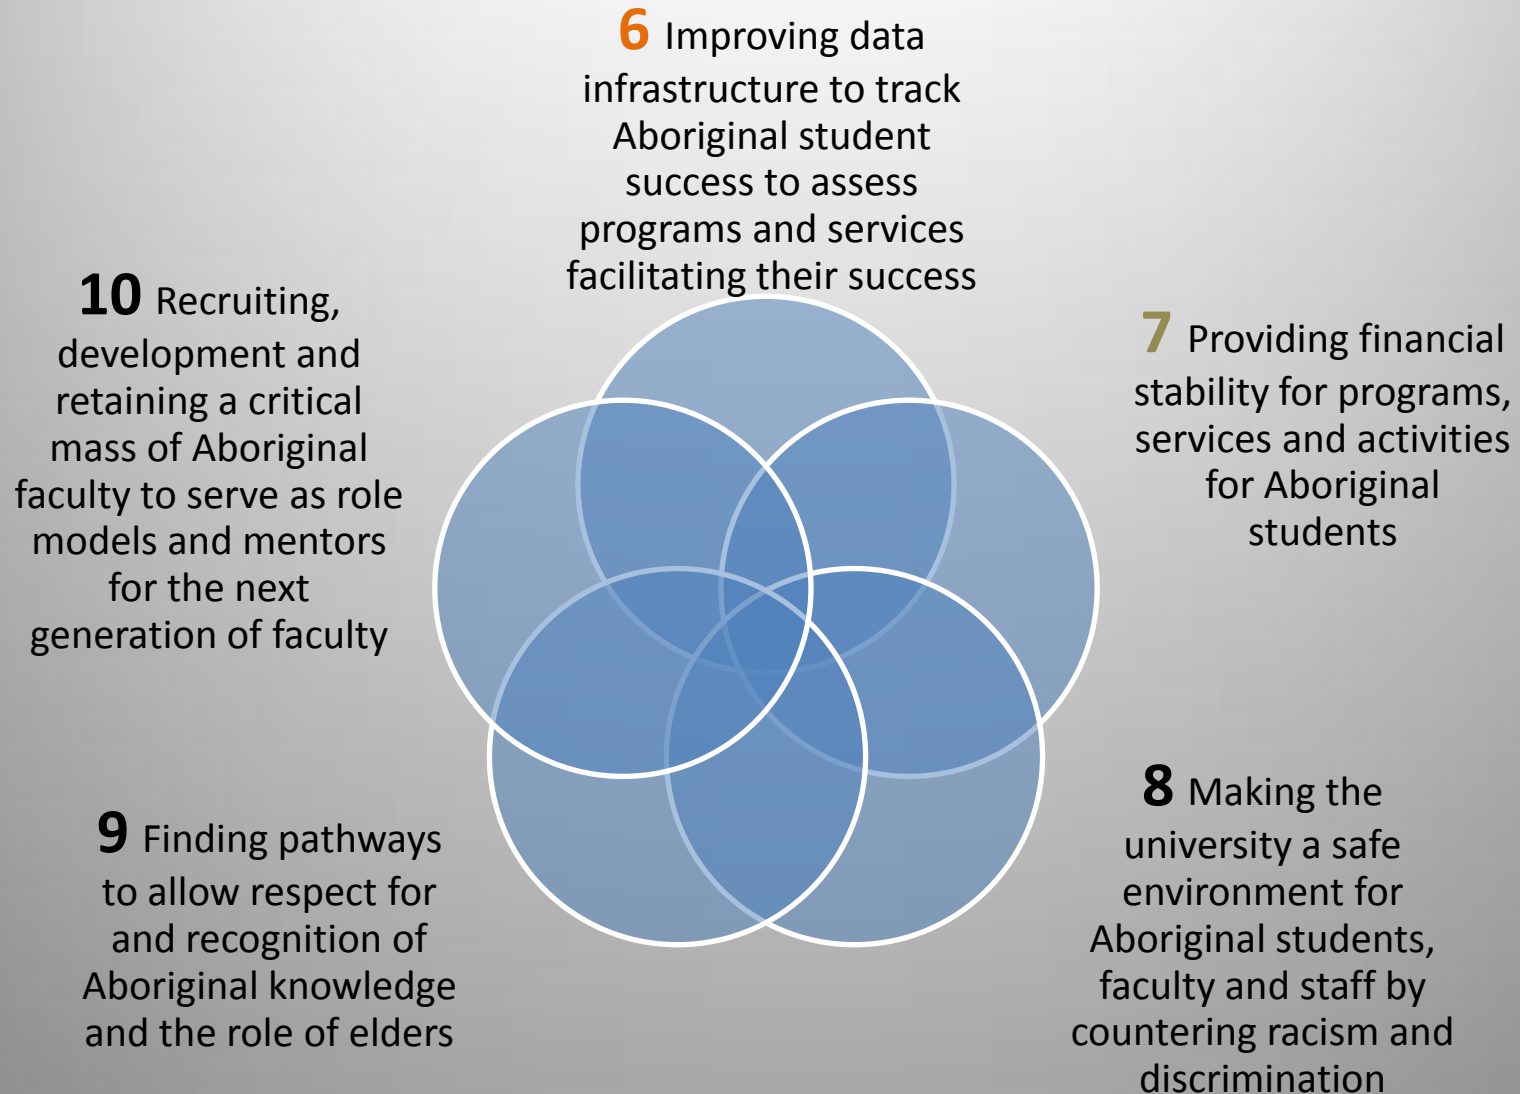 6 Improving data
infrastructure to track
Aboriginal student
success to assess
programs and services
facilitating their success
7 Providing financial
stability for programs,
services and activities
for Aboriginal
students
8 Making the
university a safe
environment for
Aboriginal students,
faculty and staff by
countering racism and
discrimination
9 Finding pathways
to allow respect for
and recognition of
Aboriginal knowledge
and the role of elders
10 Recruiting,
development and
retaining a critical
mass of Aboriginal
faculty to serve as role
models and mentors
for the next
generation of faculty